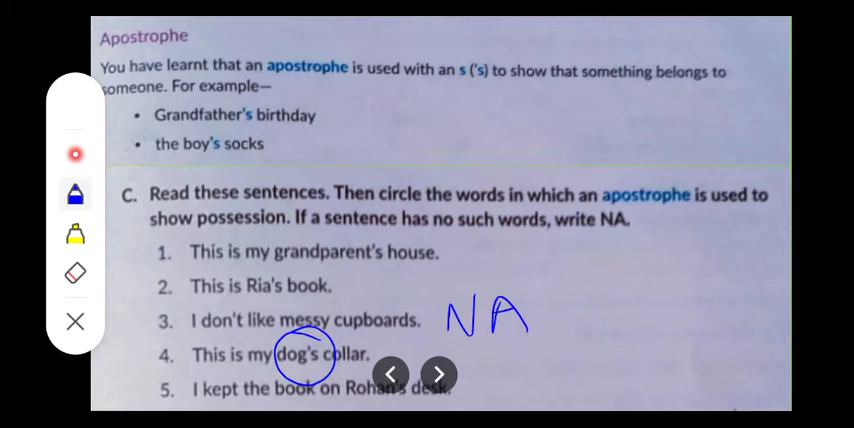 Apostrophe
You have learnt that an apostrophe is used with an s ('s) to show that something belongs to
someone. For example—
• Grandfather's birthday
• the boy's socks
C. Read these sentences. Then circle the words in which an apostrophe is used to
show possession. If a sentence has no such words, write NA.
1. This is my grandparent's house.
2. This is Ria's book.
3. I don't like messy cupboards. NA
4. This is my dog's collar.
5. I kept the book on Rohan's desk.